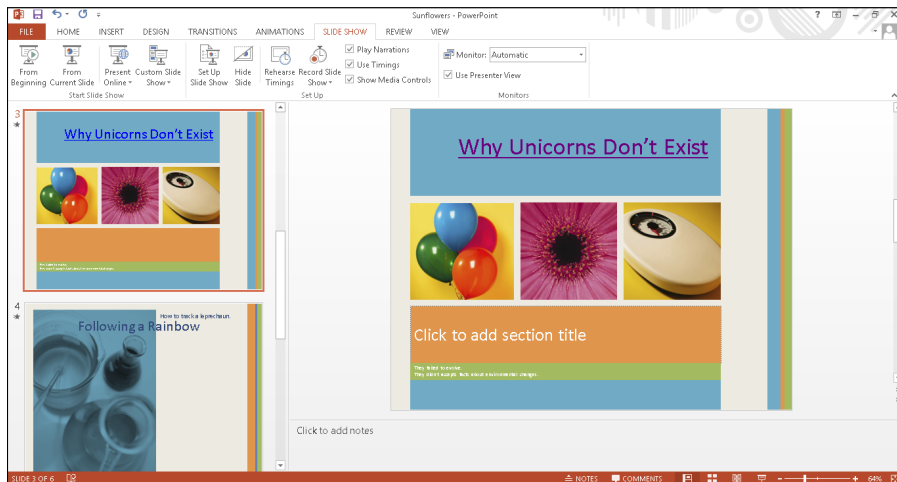 Sunflowers - PowerPoint
FILE HOME INSERT DESIGN TRANSITIONS ANIMATIONS SLIDE SHOW REVIEW VIEW
From Beginning
From Current Slide
Present Online
Custom Slide Show
Set Up Slide Show
Hide Slide
Rehearse Timings
Record Slide Show
Play Narrations
Use Timings
Show Media Controls
Monitor: Automatic
Use Presenter View
Start Slide Show Set Up Monitors
3
Why Unicorns Don't Exist
4
How to track a leprechaun.
Following a Rainbow
Why Unicorns Don't Exist
Click to add section title
They failed to evolve.
They didn't accept facts about environmental changes.
Click to add notes
SLIDE 3 OF 6 NOTES COMMENTS 64%